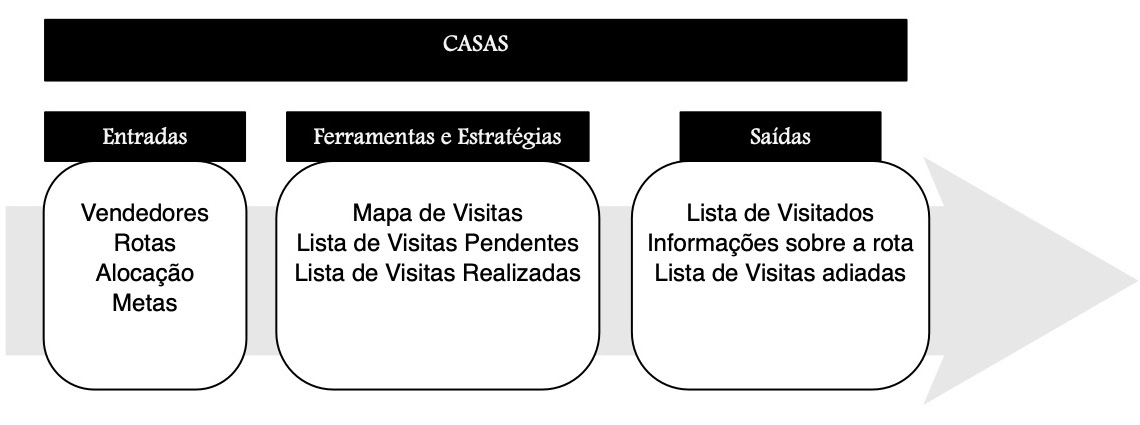 CASAS
Entradas
Vendedores
Rotas
Alocação
Metas
Ferramentas e Estratégias
Mapa de Visitas
Lista de Visitas Pendentes
Lista de Visitas Realizadas
Saídas
Lista de Visitados
Informações sobre a rota
Lista de Visitas adiadas